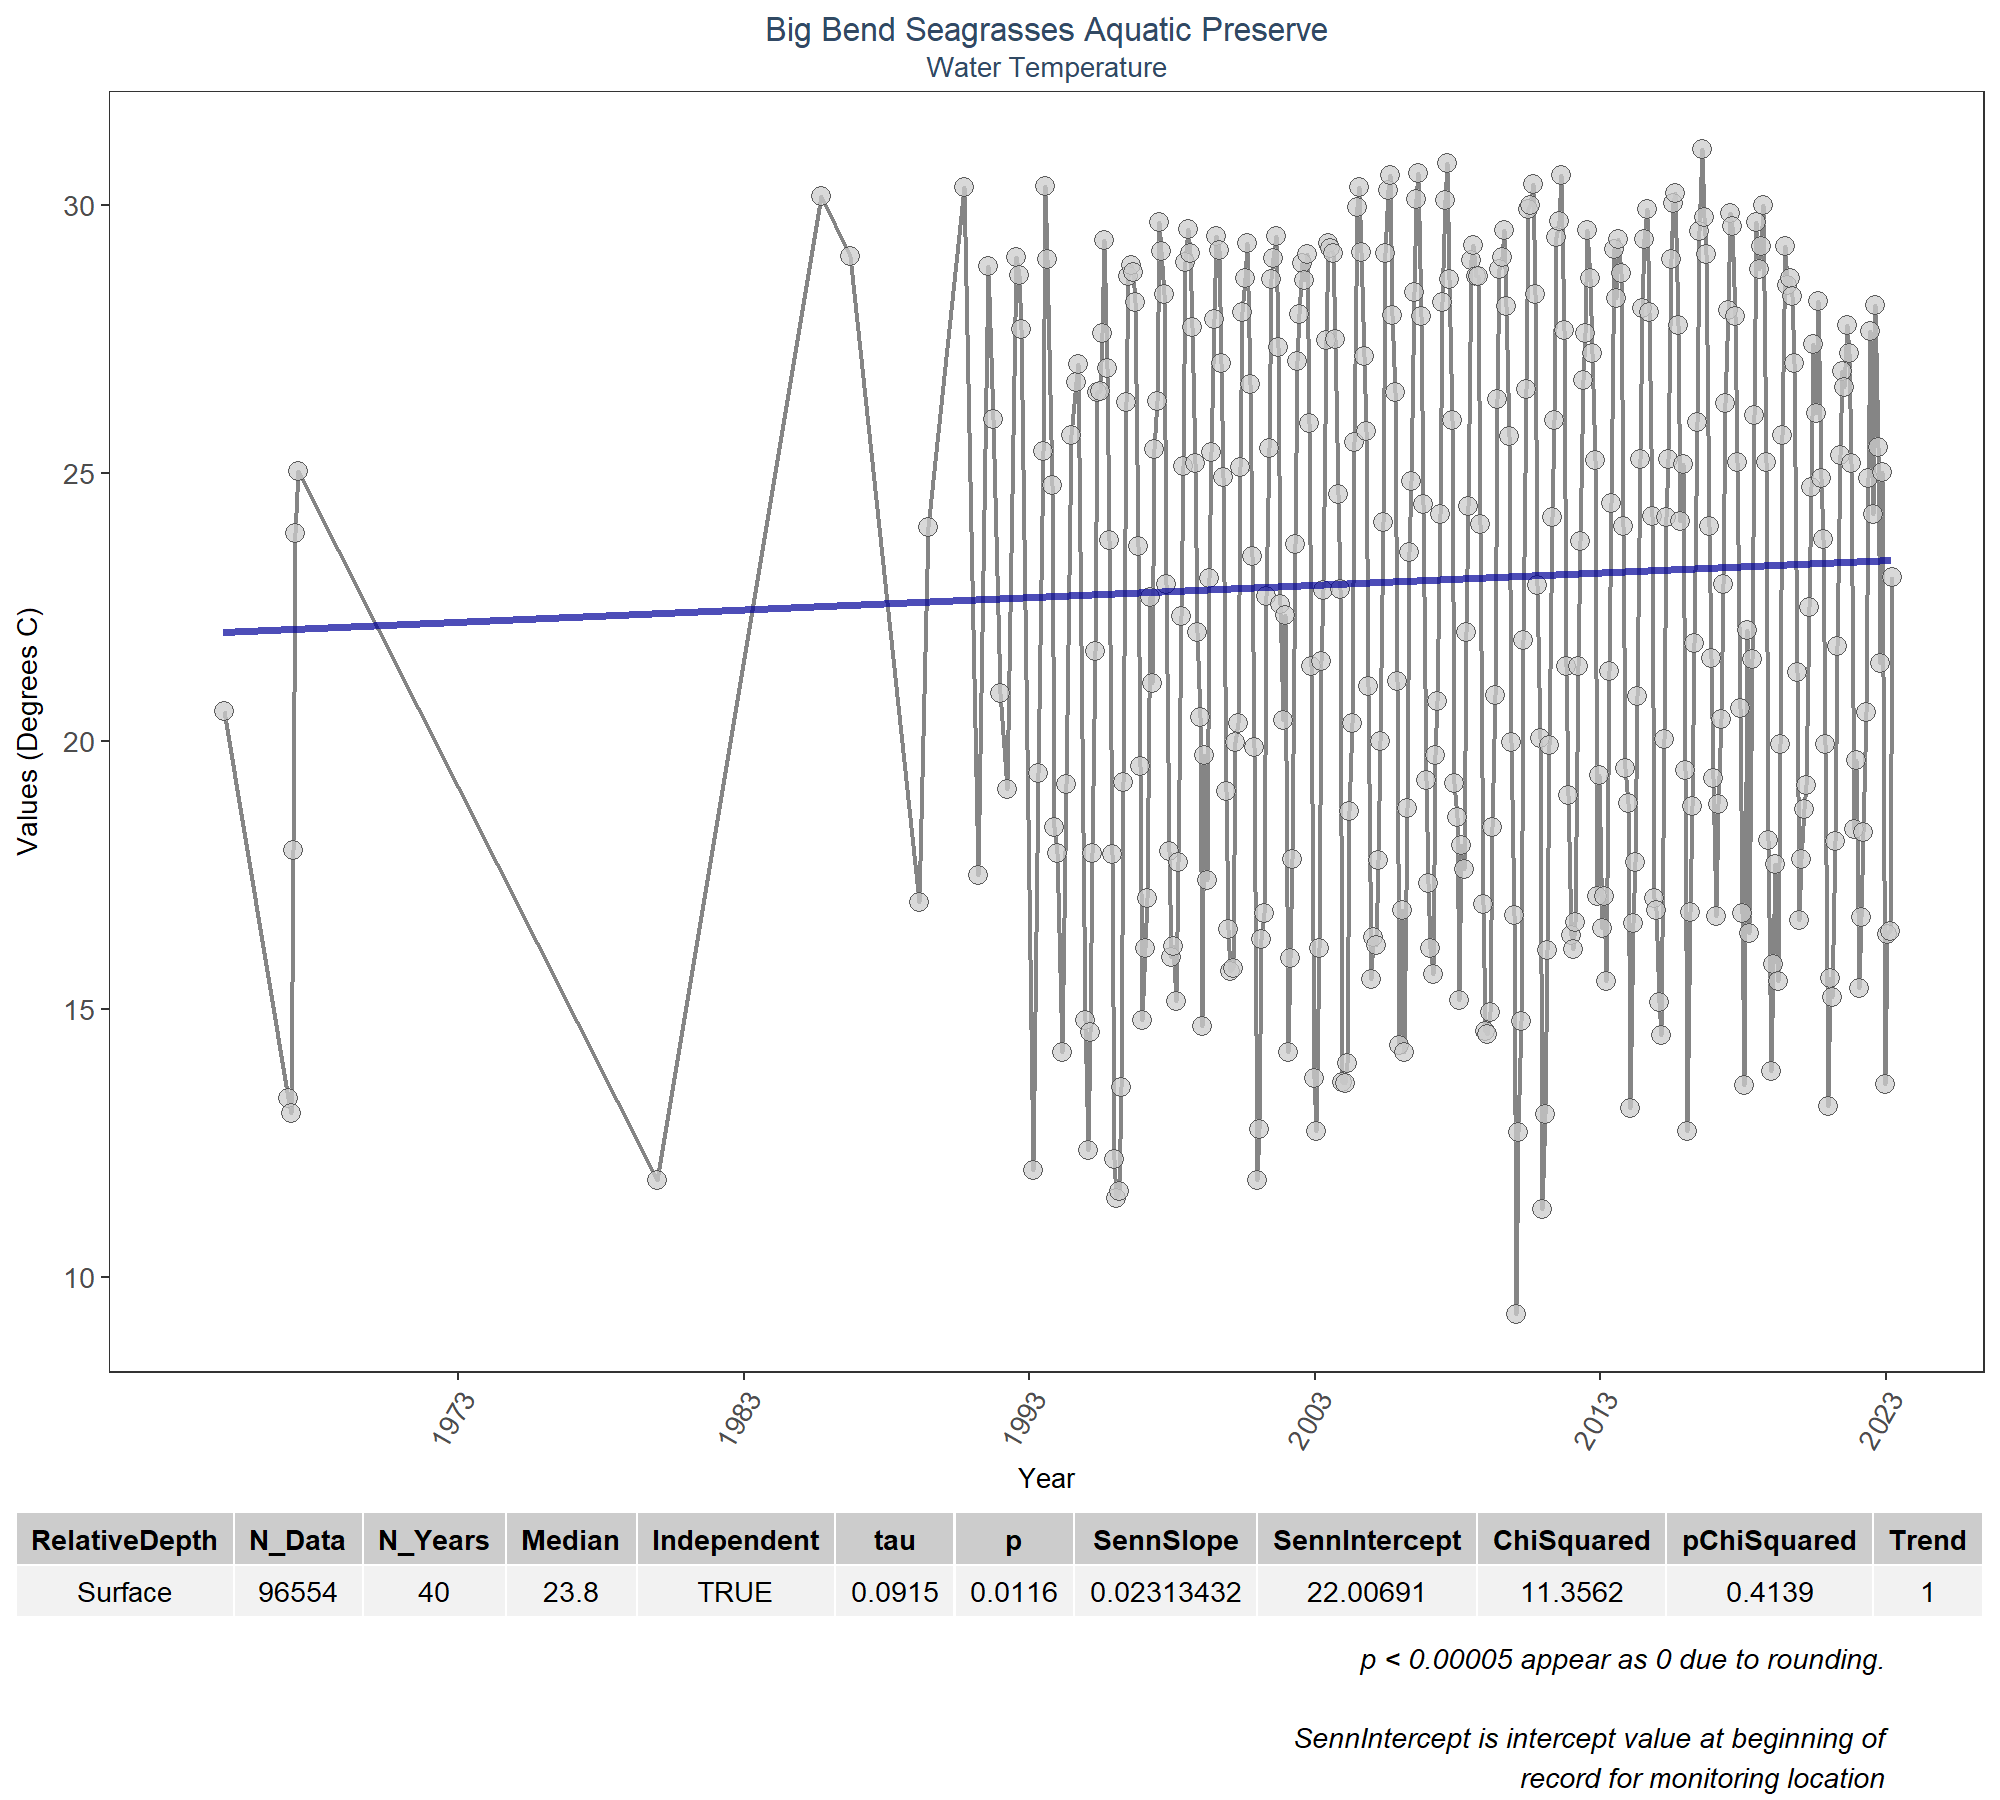 Big Bend Seagrasses Aquatic Preserve
Water Temperature
Values (Degrees C)
30
25
20
15
10
1973 1983 1993 2003 2013 2023
Year
RelativeDepth N_Data N_Years Median Independent tau p SennSlope SennIntercept ChiSquared pChiSquared Trend
Surface 96554 40 23.8 TRUE 0.0915 0.0116 0.02313432 22.00691 11.3562 0.4139 1
p < 0.00005 appear as 0 due to rounding.
SennIntercept is intercept value at beginning of
record for monitoring location